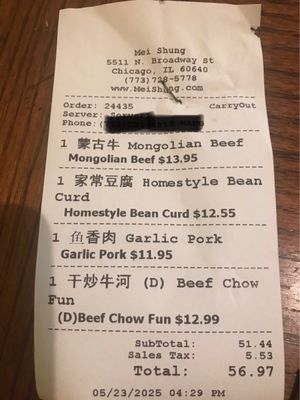 Mei Shung
5511 N. Broadway St
Chicago, IL 60640
(773)728-5778
www.MeiShung.com
Order: 24435 CarryOut
Server:
Phone:
1 蒙古牛 Mongolian Beef
Mongolian Beef $13.95
1 家常豆腐 Homestyle Bean
Curd
Homestyle Bean Curd $12.55
1 鱼香肉 Garlic Pork
Garlic Pork $11.95
1 干炒牛河 (D) Beef Chow
Fun
(D)Beef Chow Fun $12.99
SubTotal: 51.44
Sales Tax: 5.53
Total: 56.97
05/23/2025 04:29 PM